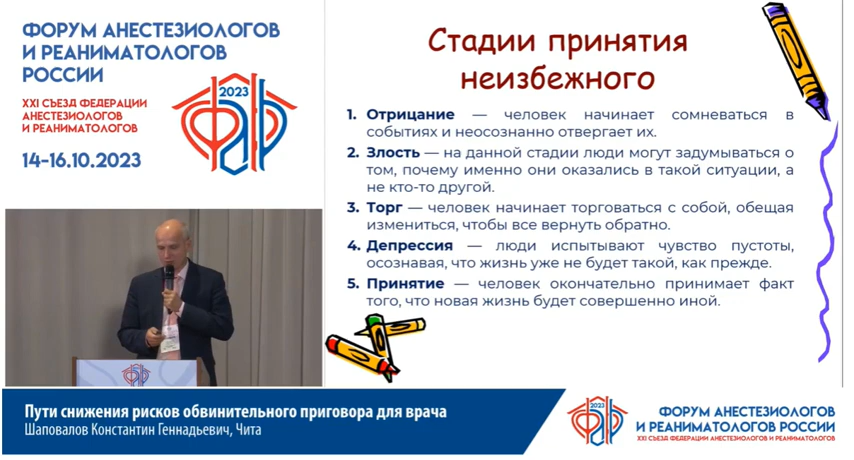 ФОРУМ АНЕСТЕЗИОЛОГОВ
И РЕАНИМАТОЛОГОВ
РОССИИ
XXI СЪЕЗД ФЕДЕРАЦИИ
АНЕСТЕЗИОЛОГОВ
И РЕАНИМАТОЛОГОВ
14-16.10.2023
2023
ФАР
Стадии принятия
неизбежного
1. Отрицание — человек начинает сомневаться в
событиях и неосознанно отвергает их.
2. Злость — на данной стадии люди могут задумываться о
том, почему именно они оказались в такой ситуации, а
не кто-то другой.
3. Торг — человек начинает торговаться с собой, обещая
измениться, чтобы все вернуть обратно.
4. Депрессия — люди испытывают чувство пустоты,
осознавая, что жизнь уже не будет такой, как прежде.
5. Принятие — человек окончательно принимает факт
того, что новая жизнь будет совершенно иной.
Пути снижения рисков обвинительного приговора для врача
Шаповалов Константин Геннадьевич, Чита
2023
ФАР
ФОРУМ АНЕСТЕЗИОЛОГОВ
И РЕАНИМАТОЛОГОВ РОССИИ
XXI СЪЕЗД ФЕДЕРАЦИИ АНЕСТЕЗИОЛОГОВ И РЕАНИМАТОЛОГОВ